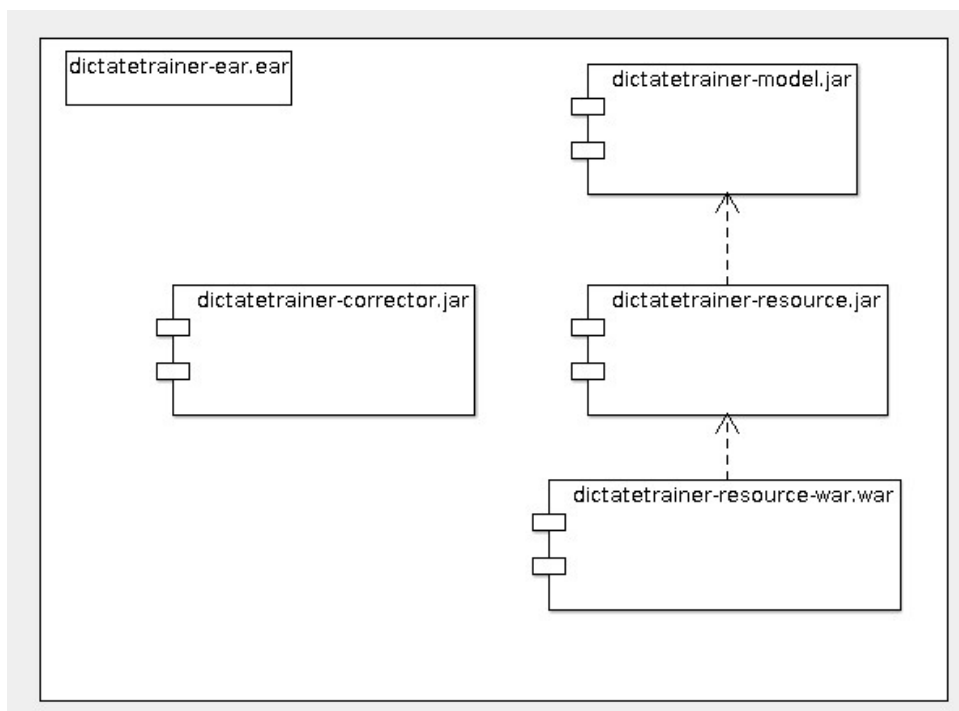 dictatetrainer-ear.ear
dictatetrainer-model.jar
dictatetrainer-corrector.jar
dictatetrainer-resource.jar
dictatetrainer-resource-war.war